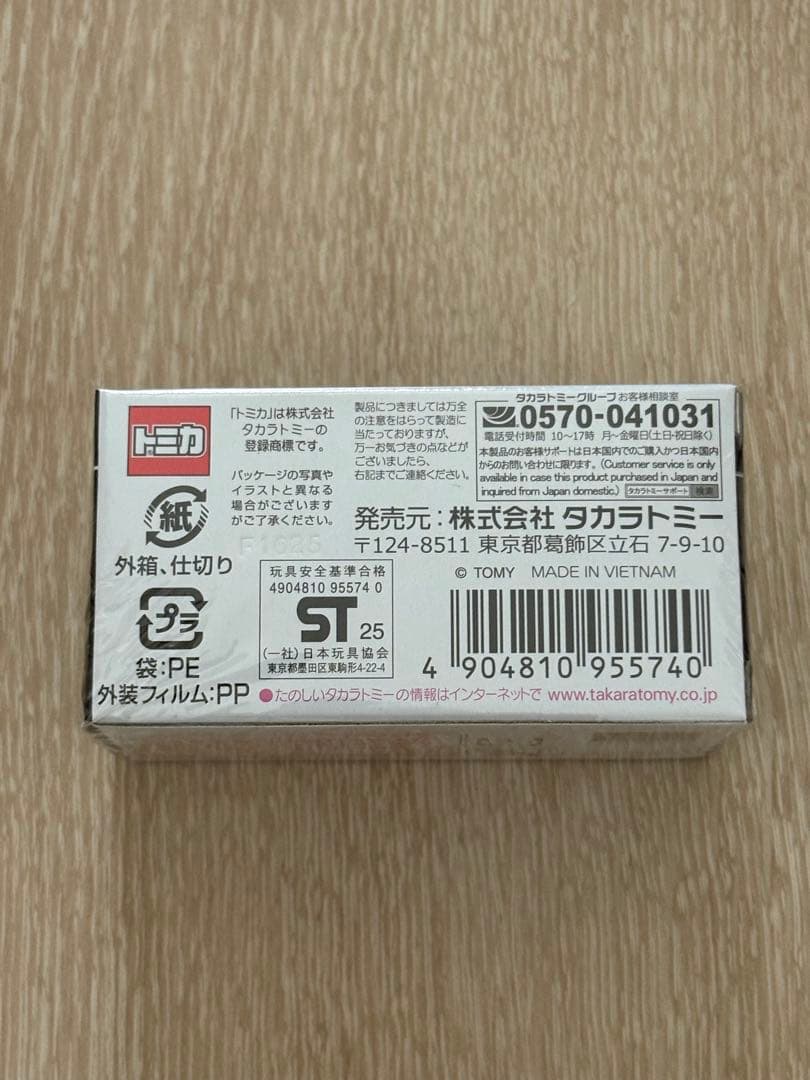 トミカ
「トミカ」は株式会社
タカラトミーの
登録商標です。
パッケージの写真や
イラストと異なる
場合がございます
がご了承ください。
製品につきましては万全
の注意をはらって製造に
当たっておりますが、
万一お気づきの点などが
ございましたら、
右記までご連絡ください。
タカラトミーグループ お客様相談室
0570-041031
電話受付時間 10〜17時 月〜金曜日(土日・祝日除く)
本製品のお客様サポートは日本国内でのご購入かつ日本国内
からのお問い合わせに限ります。(Customer service is only
available in case this product purchased in Japan and
inquired from Japan domestic.) タカラトミーサポート 検索
発売元:株式会社 タカラトミー
〒124-8511 東京都葛飾区立石 7-9-10
© TOMY MADE IN VIETNAM
紙
外箱、仕切り
プラ
袋:PE
外装フィルム:PP
玩具安全基準合格
4904810 95574 0
ST 25
(一社)日本玩具協会
東京都墨田区東駒形4-22-4
4 904810 955740
●たのしいタカラトミーの情報はインターネットで www.takaratomy.co.jp